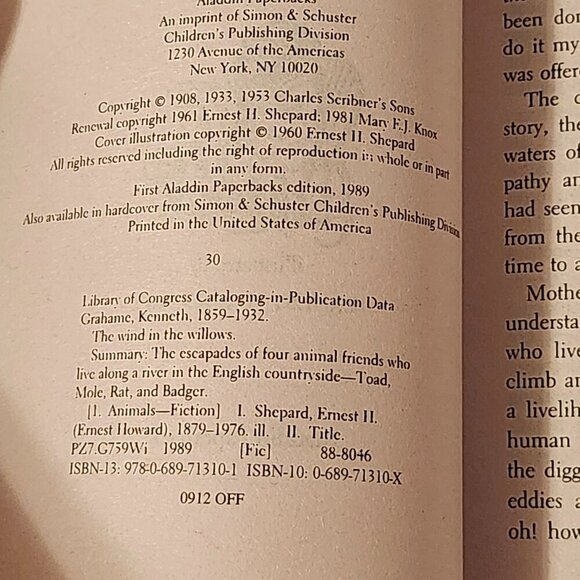 Aladdin Paperbacks
An imprint of Simon & Schuster
Children's Publishing Division
1230 Avenue of the Americas
New York, NY 10020
Copyright © 1908, 1933, 1953 Charles Scribner's Sons
Renewal copyright 1961 Ernest H. Shepard; 1981 Mary E.J. Knox
Cover illustration copyright © 1960 Ernest H. Shepard
All rights reserved including the right of reproduction in whole or in part
in any form.
First Aladdin Paperbacks edition, 1989
Also available in hardcover from Simon & Schuster Children's Publishing Division
Printed in the United States of America
30
Library of Congress Cataloging-in-Publication Data
Grahame, Kenneth, 1859–1932.
The wind in the willows.
Summary: The escapades of four animal friends who
live along a river in the English countryside—Toad,
Mole, Rat, and Badger.
[1. Animals—Fiction] I. Shepard, Ernest H.
(Ernest Howard), 1879–1976. ill. II. Title.
PZ7.G759Wi 1989 [Fic] 88-8046
ISBN-13: 978-0-689-71310-1 ISBN-10: 0-689-71310-X
0912 OFF
been don
do it my
was offere
The
story, the
waters of
pathy an
had seen
from the
time to a
Mothe
understa
who live
climb an
a livelih
human
the digg
eddies a
oh! how